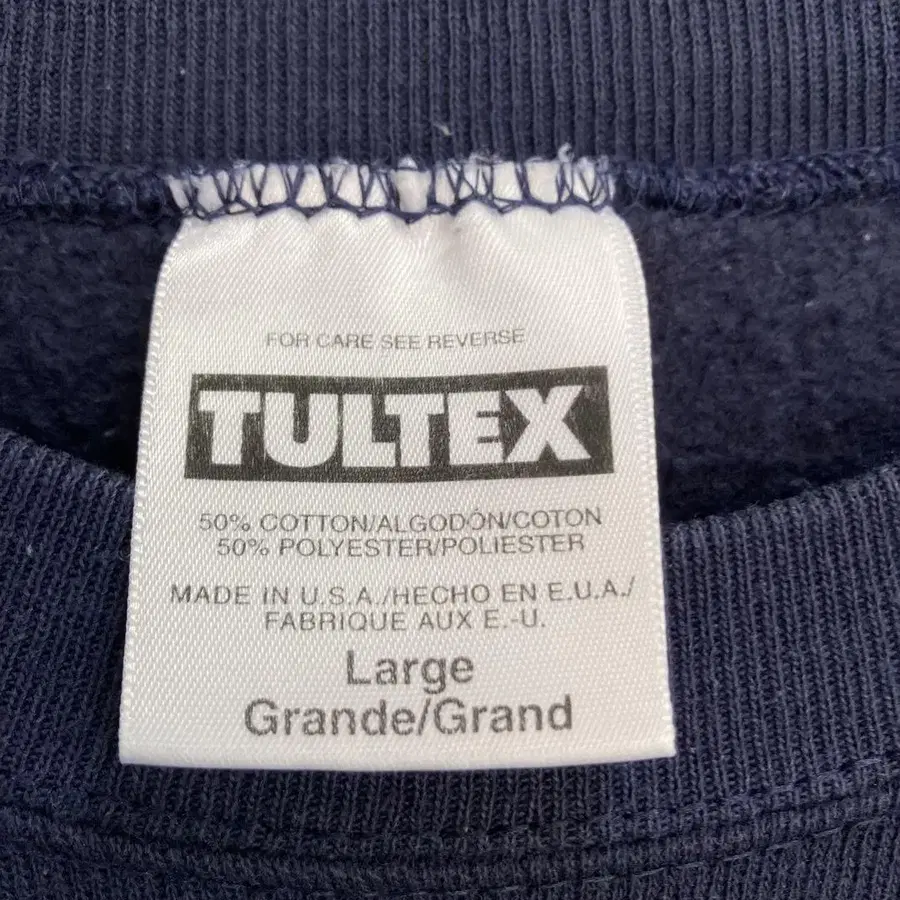 FOR CARE SEE REVERSE
TULTEX
50% COTTON/ALGODÓN/COTON
50% POLYESTER/POLIESTER
MADE IN U.S.A./HECHO EN E.U.A./
FABRIQUE AUX E.-U.
Large
Grande/Grand